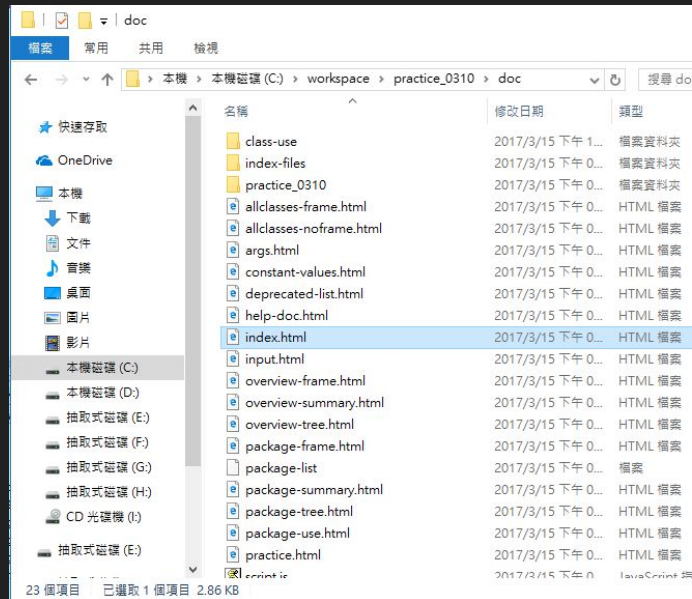 doc
檔案 常用 共用 檢視
本機 本機磁碟 (C:) workspace practice_0310 doc 搜尋 do
名稱 修改日期 類型
快速存取
OneDrive
本機
下載
文件
音樂
桌面
圖片
影片
本機磁碟 (C:)
本機磁碟 (D:)
抽取式磁碟 (E:)
抽取式磁碟 (F:)
抽取式磁碟 (G:)
抽取式磁碟 (H:)
CD 光碟機 (I:)
抽取式磁碟 (E:)
class-use 2017/3/15 下午 1... 檔案資料夾
index-files 2017/3/15 下午 0... 檔案資料夾
practice_0310 2017/3/15 下午 0... 檔案資料夾
allclasses-frame.html 2017/3/15 下午 0... HTML 檔案
allclasses-noframe.html 2017/3/15 下午 0... HTML 檔案
args.html 2017/3/15 下午 0... HTML 檔案
constant-values.html 2017/3/15 下午 0... HTML 檔案
deprecated-list.html 2017/3/15 下午 0... HTML 檔案
help-doc.html 2017/3/15 下午 0... HTML 檔案
index.html 2017/3/15 下午 0... HTML 檔案
input.html 2017/3/15 下午 0... HTML 檔案
overview-frame.html 2017/3/15 下午 0... HTML 檔案
overview-summary.html 2017/3/15 下午 0... HTML 檔案
overview-tree.html 2017/3/15 下午 0... HTML 檔案
package-frame.html 2017/3/15 下午 0... HTML 檔案
package-list 2017/3/15 下午 0... 檔案
package-summary.html 2017/3/15 下午 0... HTML 檔案
package-tree.html 2017/3/15 下午 0... HTML 檔案
package-use.html 2017/3/15 下午 0... HTML 檔案
practice.html 2017/3/15 下午 0... HTML 檔案
script.js 2017/3/15 下午 0... JavaScript
23 個項目 已選取 1 個項目 2.86 KB